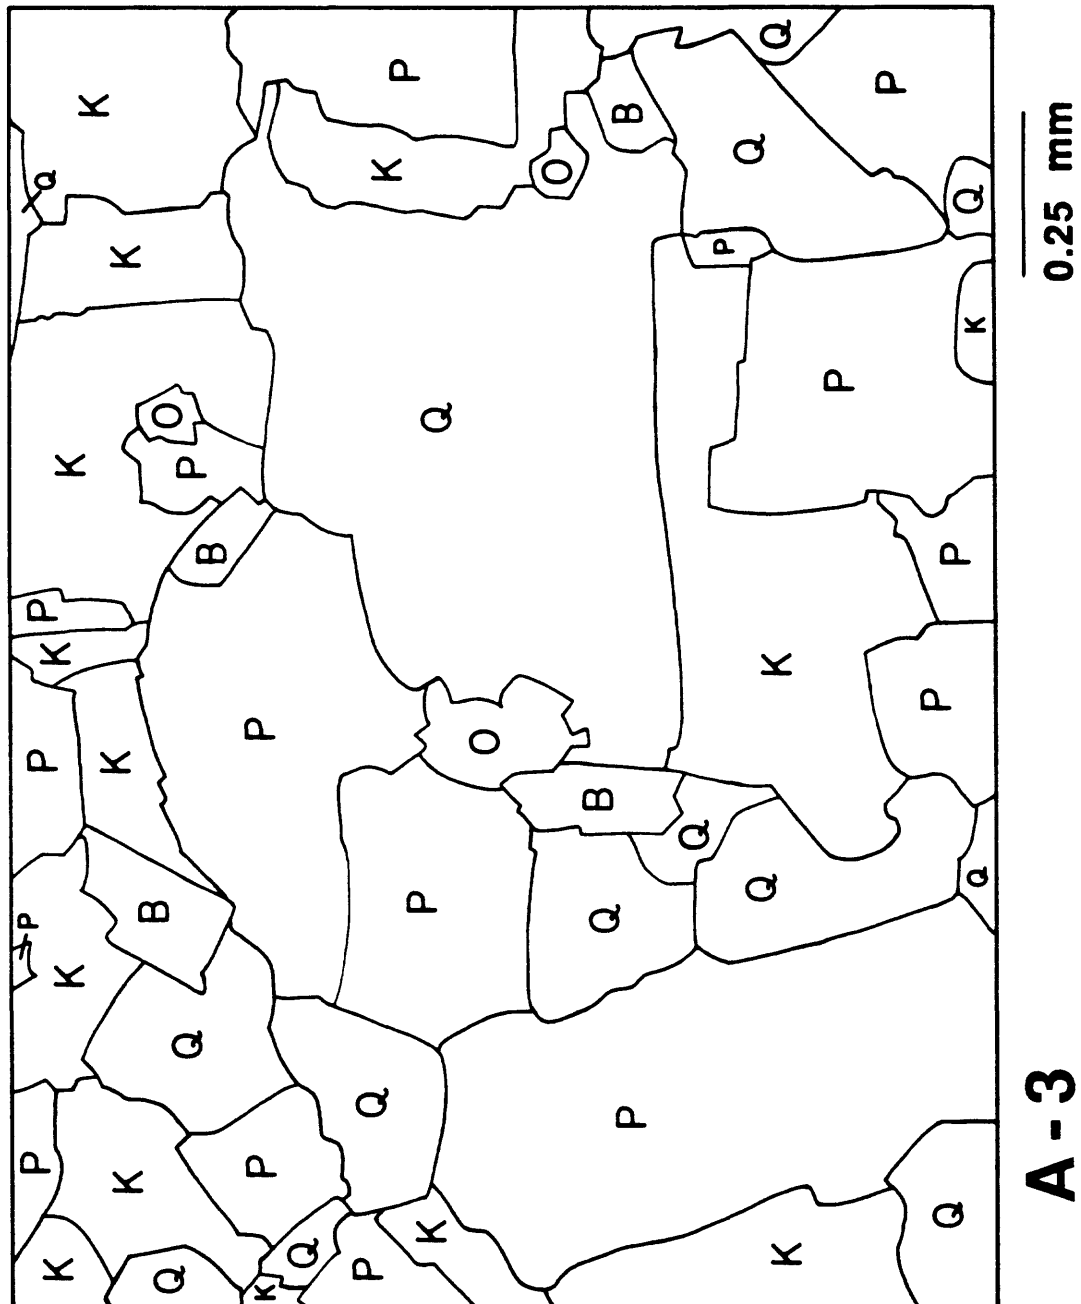 K P P P K P Q
K K K
K K K
Q B O
Q P
K P P B
Q
P Q K P
K P Q
O
O
Q B B
P
Q P Q
K Q K Q
P P
Q P P Q
Q K
A-3 0.25 mm